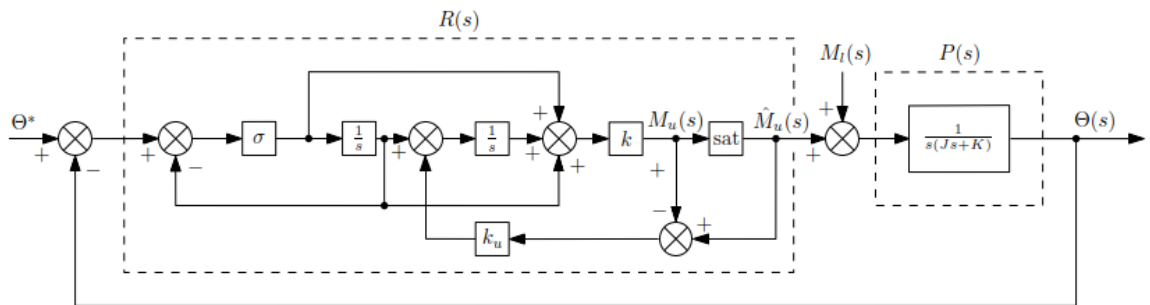 R(s)
M_l(s)
P(s)
Θ*
+
−
+
−
σ
1/s
+
1/s
+
+
+
k
M_u(s)
+
sat
M̂_u(s)
+
+
1/(s(Js+K))
Θ(s)
−
+
k_u